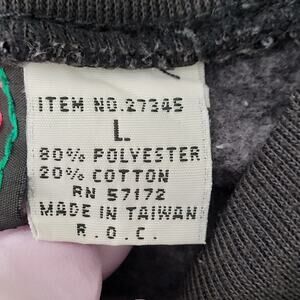 ITEM NO.27345
L
80% POLYESTER
20% COTTON
RN 57172
MADE IN TAIWAN
R.O.C.